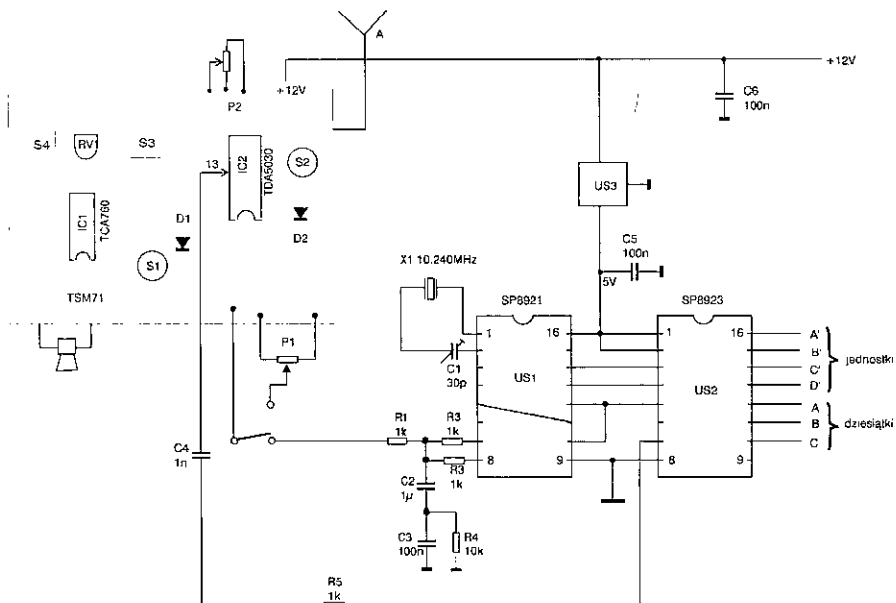 A
P2
+12V
+12V
C6
100n
S4
RV1
S3
13
IC2
TDA5030
S2
US3
IC1
TCA760
D1
D2
S1
C5
100n
5V
X1 10.240MHz
TSM71
SP8921
SP8923
1
16
1
16
A'
B'
C'
D'
jednostki
P1
C1
30p
US1
US2
A
B
C
dziesiątki
R1
1k
R3
1k
C4
1n
8
9
8
9
R3
1k
C2
1µ
C3
100n
R4
10k
R5
1k